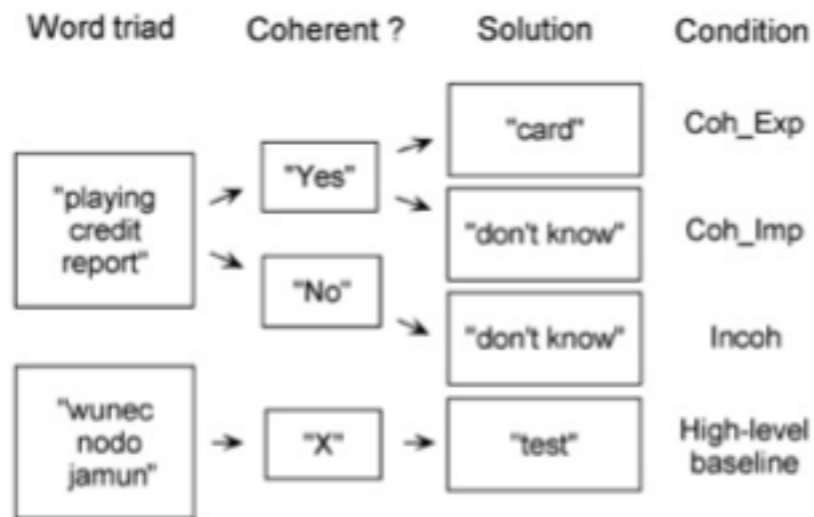 Word triad Coherent ? Solution Condition
"card" Coh_Exp
"playing
credit
report"
"Yes"
"don't know" Coh_Imp
"No"
"don't know" Incoh
"wunec
nodo
jamun"
"X"
"test"
High-level
baseline